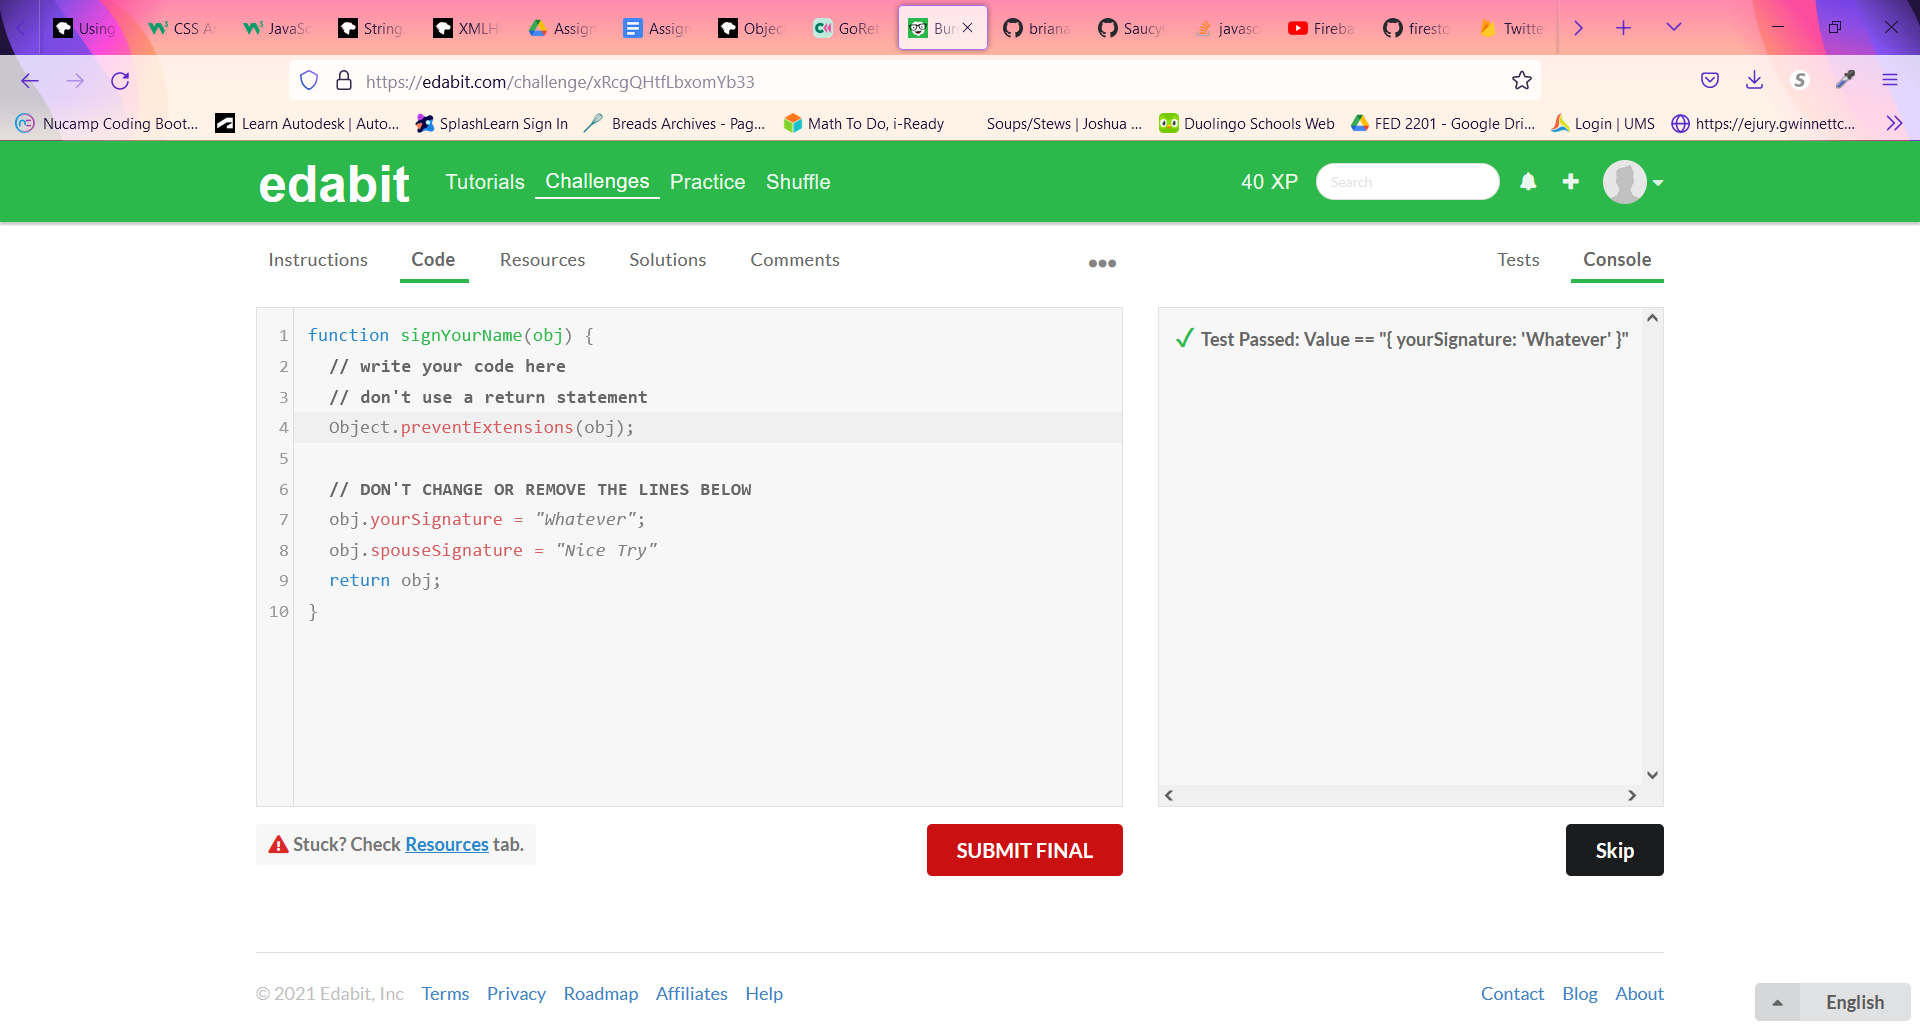 Using
CSS A
JavaSc
String
XMLH
Assign
Assign
Object
GoRet
Bur
briana
Saucy
javasc
Fireba
firesto
Twitte
https://edabit.com/challenge/xRcgQHtfLbxomYb33
S
Nucamp Coding Boot... Learn Autodesk | Auto... SplashLearn Sign In Breads Archives - Pag... Math To Do, i-Ready Soups/Stews | Joshua ... Duolingo Schools Web FED 2201 - Google Dri... Login | UMS https://ejury.gwinnettc...
edabit Tutorials Challenges Practice Shuffle 40 XP Search
Instructions Code Resources Solutions Comments Tests Console
1 function signYourName(obj) {
2 // write your code here
3 // don't use a return statement
4 Object.preventExtensions(obj);
5
6 // DON'T CHANGE OR REMOVE THE LINES BELOW
7 obj.yourSignature = "Whatever";
8 obj.spouseSignature = "Nice Try"
9 return obj;
10 }
Test Passed: Value == "{ yourSignature: 'Whatever' }"
Stuck? Check Resources tab.
SUBMIT FINAL
Skip
© 2021 Edabit, Inc Terms Privacy Roadmap Affiliates Help Contact Blog About
English